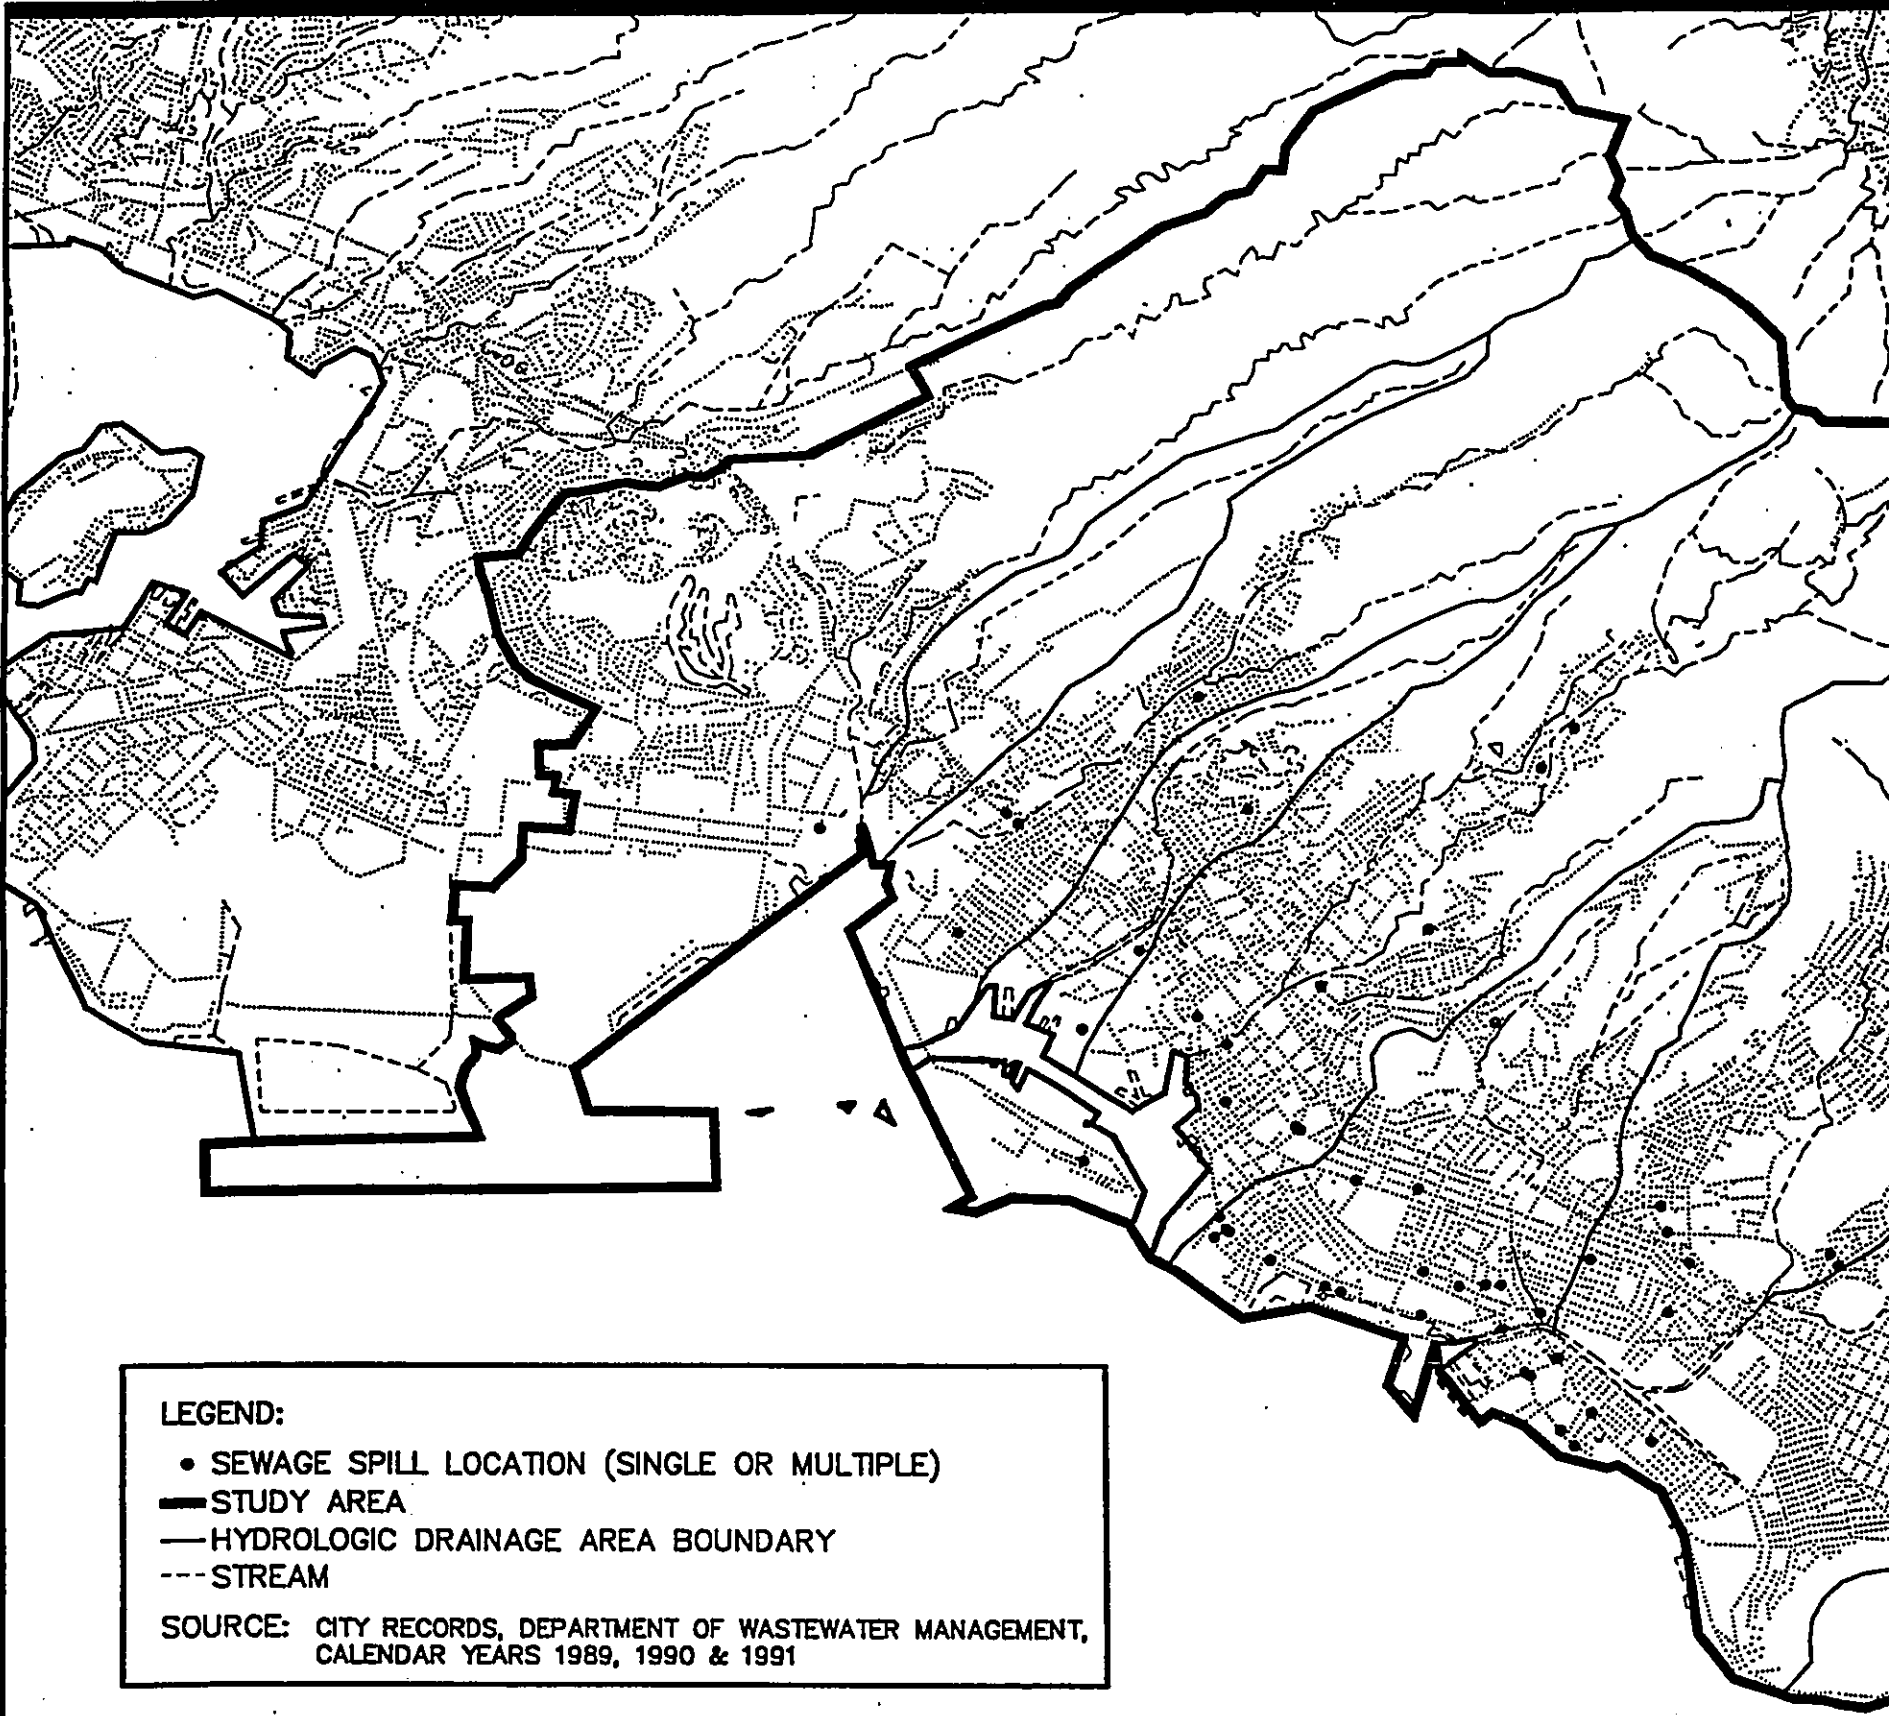 LEGEND:
SEWAGE SPILL LOCATION (SINGLE OR MULTIPLE)
STUDY AREA
HYDROLOGIC DRAINAGE AREA BOUNDARY
STREAM
SOURCE: CITY RECORDS, DEPARTMENT OF WASTEWATER MANAGEMENT,
CALENDAR YEARS 1989, 1990 & 1991